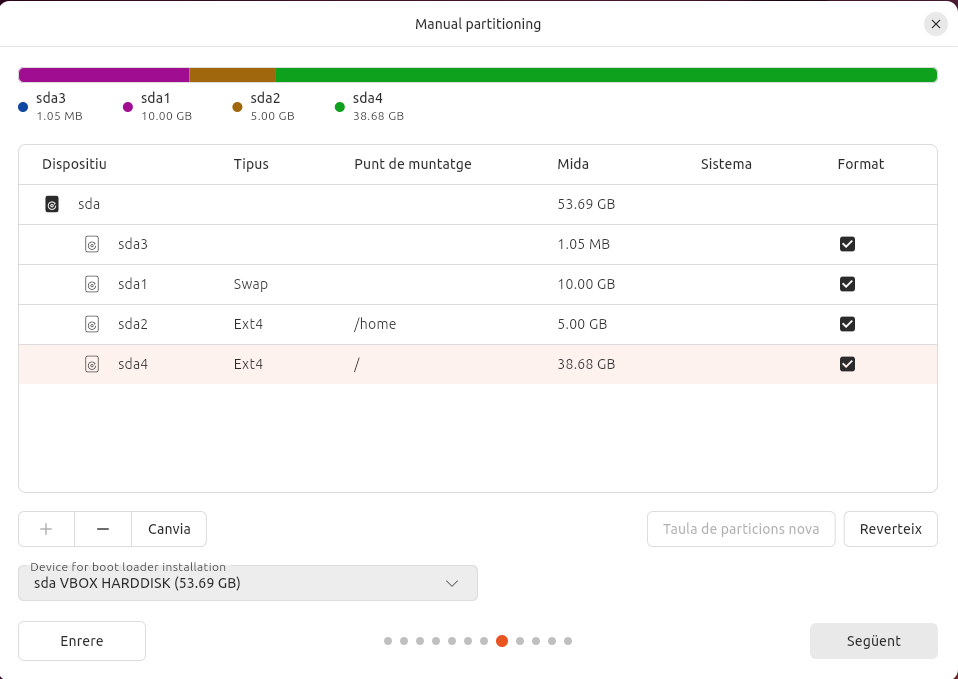 Manual partitioning
sda3 sda1 sda2 sda4
1.05 MB 10.00 GB 5.00 GB 38.68 GB
Dispositiu Tipus Punt de muntatge Mida Sistema Format
sda 53.69 GB
sda3 1.05 MB
sda1 Swap 10.00 GB
sda2 Ext4 /home 5.00 GB
sda4 Ext4 / 38.68 GB
Canvia Taula de particions nova Reverteix
Device for boot loader installation
sda VBOX HARDDISK (53.69 GB)
Enrere Següent